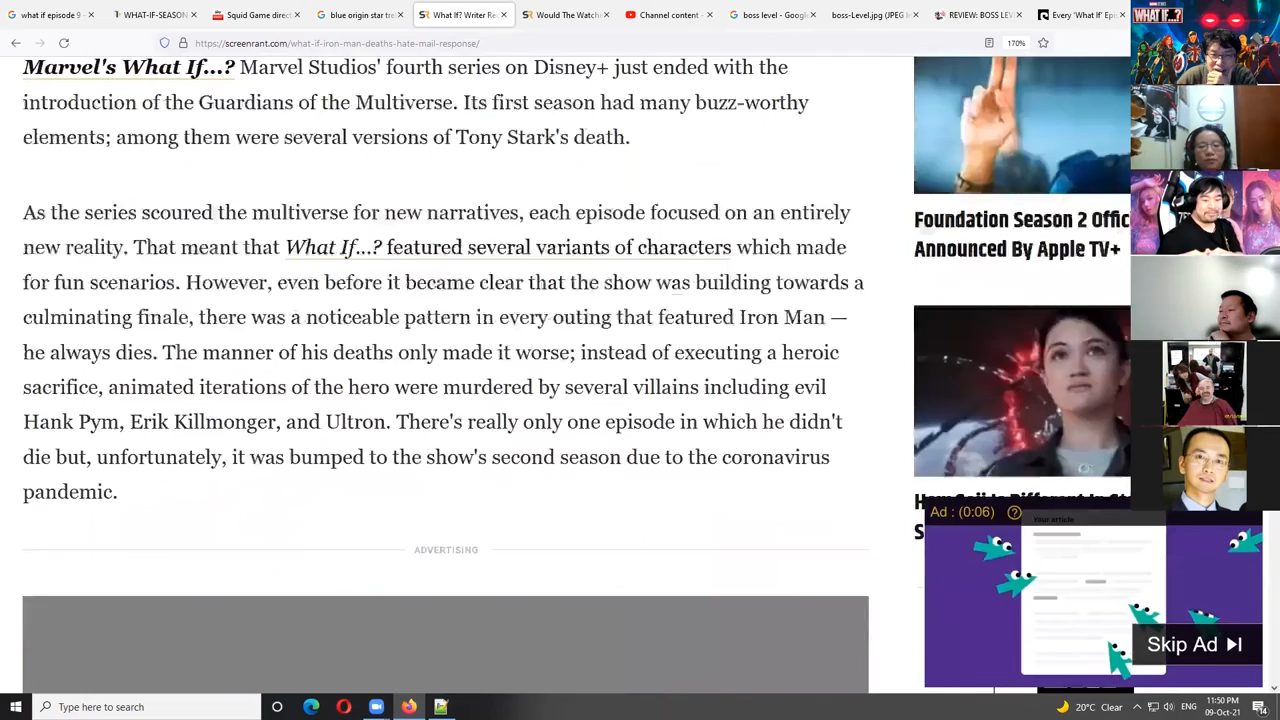 what if episode 9 -
WHAT-IF-SEASON
Squid Game direct
blue origin star tre
What If? Writer Re
Would The Watche
Channel content -
boss level - Google
boss-Level.jpg (JPE
REVIEW: BOSS LEV
Every 'What If' Epi
https://screenrant.com/what-if-iron-man-deaths-hate-mail-response/
170%
WHAT IF...?
Marvel's What If...? Marvel Studios' fourth series on Disney+ just ended with the
introduction of the Guardians of the Multiverse. Its first season had many buzz-worthy
elements; among them were several versions of Tony Stark's death.
As the series scoured the multiverse for new narratives, each episode focused on an entirely
new reality. That meant that What If...? featured several variants of characters which made
for fun scenarios. However, even before it became clear that the show was building towards a
culminating finale, there was a noticeable pattern in every outing that featured Iron Man —
he always dies. The manner of his deaths only made it worse; instead of executing a heroic
sacrifice, animated iterations of the hero were murdered by several villains including evil
Hank Pym, Erik Killmonger, and Ultron. There's really only one episode in which he didn't
die but, unfortunately, it was bumped to the show's second season due to the coronavirus
pandemic.
ADVERTISING
Foundation Season 2 Offic
Announced By Apple TV+
Ad : (0:06)
Your article
Skip Ad
Type here to search
20°C Clear
ENG
11:50 PM
09-Oct-21
14